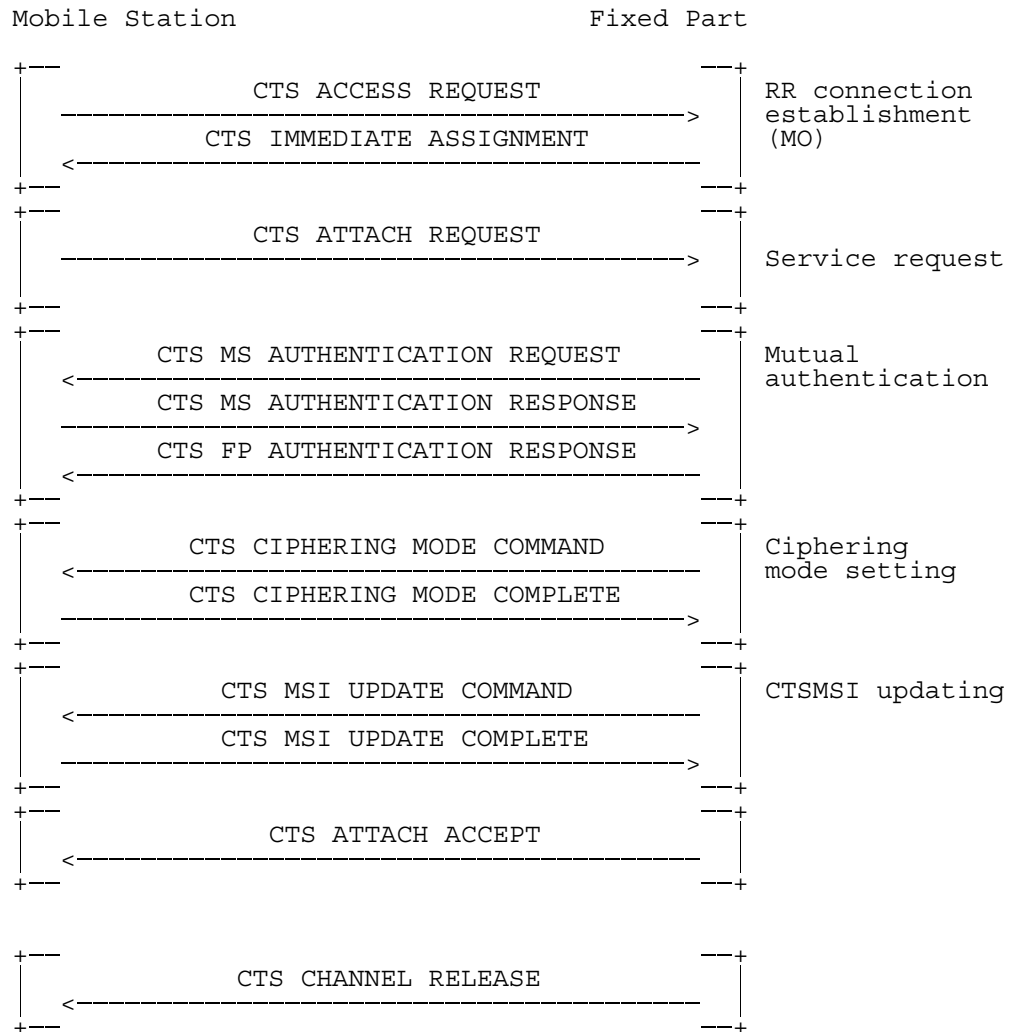 Mobile Station Fixed Part
CTS ACCESS REQUEST
RR connection
establishment
(MO)
CTS IMMEDIATE ASSIGNMENT
CTS ATTACH REQUEST
Service request
CTS MS AUTHENTICATION REQUEST
Mutual
authentication
CTS MS AUTHENTICATION RESPONSE
CTS FP AUTHENTICATION RESPONSE
CTS CIPHERING MODE COMMAND
Ciphering
mode setting
CTS CIPHERING MODE COMPLETE
CTS MSI UPDATE COMMAND
CTSMSI updating
CTS MSI UPDATE COMPLETE
CTS ATTACH ACCEPT
CTS CHANNEL RELEASE